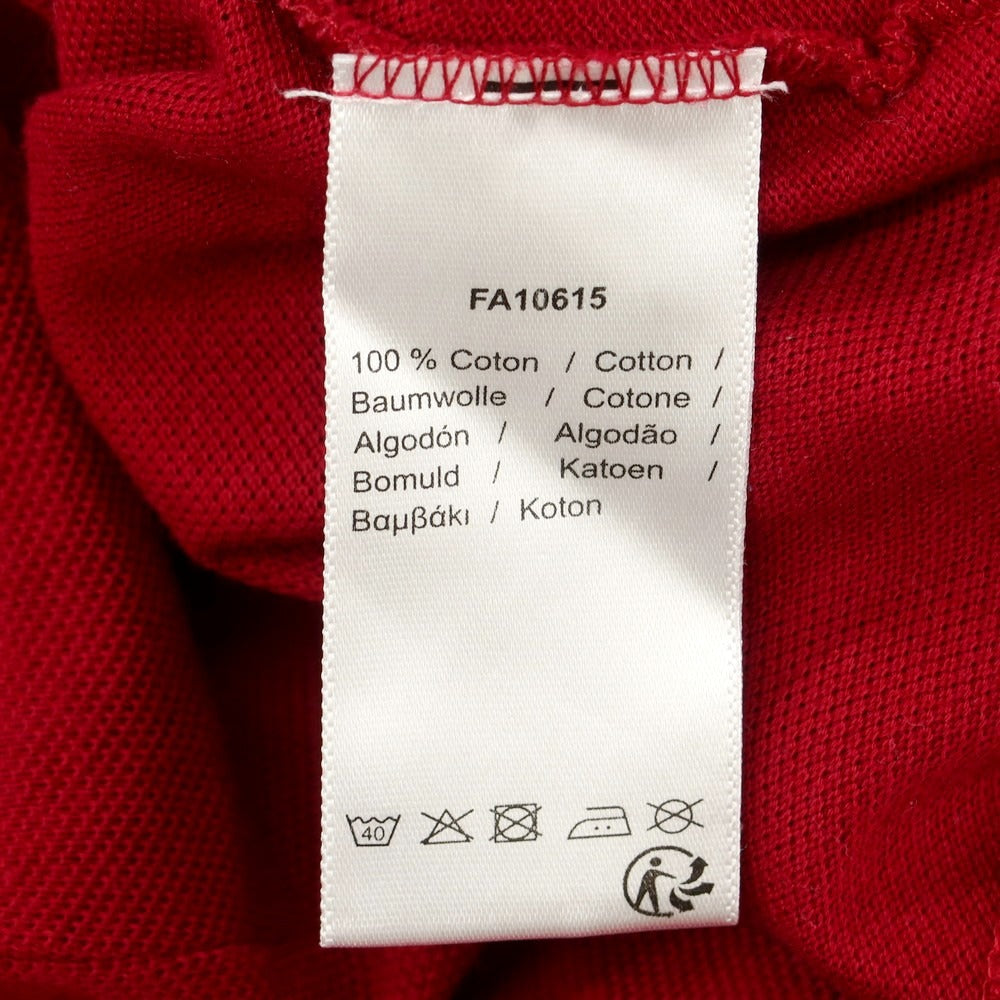 FA10615
100 % Coton / Cotton /
Baumwolle / Cotone /
Algodón / Algodão /
Bomuld / Katoen /
Βαμβάκι / Koton
40